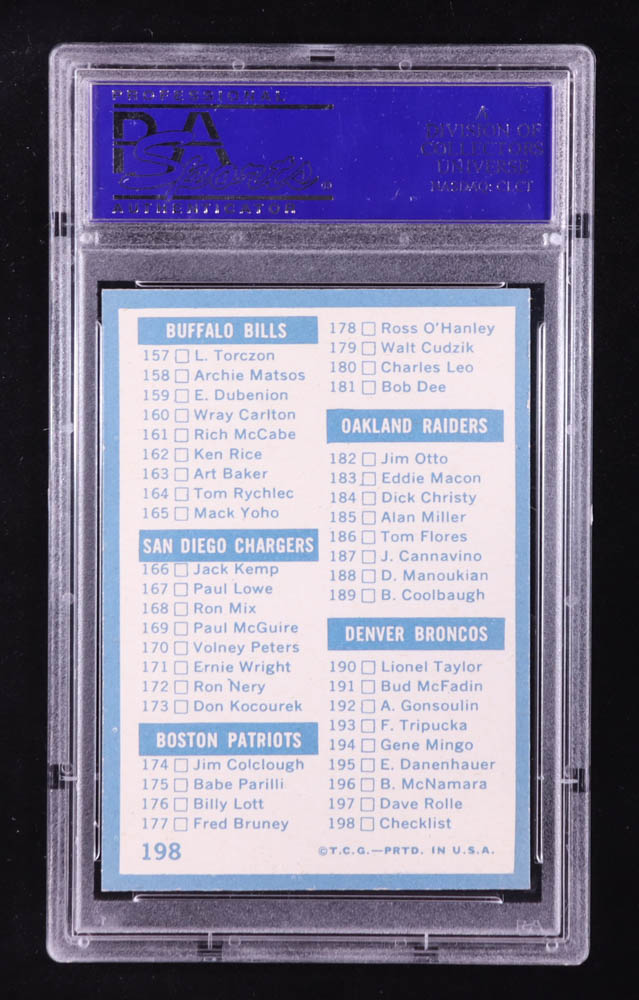 PROFESSIONAL
PSA
Sports
AUTHENTICATOR
A
DIVISION OF
COLLECTORS
UNIVERSE
NASDAQ: CLCT
BUFFALO BILLS
157 L. Torczon
158 Archie Matsos
159 E. Dubenion
160 Wray Carlton
161 Rich McCabe
162 Ken Rice
163 Art Baker
164 Tom Rychlec
165 Mack Yoho
SAN DIEGO CHARGERS
166 Jack Kemp
167 Paul Lowe
168 Ron Mix
169 Paul McGuire
170 Volney Peters
171 Ernie Wright
172 Ron Nery
173 Don Kocourek
BOSTON PATRIOTS
174 Jim Colclough
175 Babe Parilli
176 Billy Lott
177 Fred Bruney
178 Ross O'Hanley
179 Walt Cudzik
180 Charles Leo
181 Bob Dee
OAKLAND RAIDERS
182 Jim Otto
183 Eddie Macon
184 Dick Christy
185 Alan Miller
186 Tom Flores
187 J. Cannavino
188 D. Manoukian
189 B. Coolbaugh
DENVER BRONCOS
190 Lionel Taylor
191 Bud McFadin
192 A. Gonsoulin
193 F. Tripucka
194 Gene Mingo
195 E. Danenhauer
196 B. McNamara
197 Dave Rolle
198 Checklist
198
©T.C.G.—PRTD. IN U.S.A.